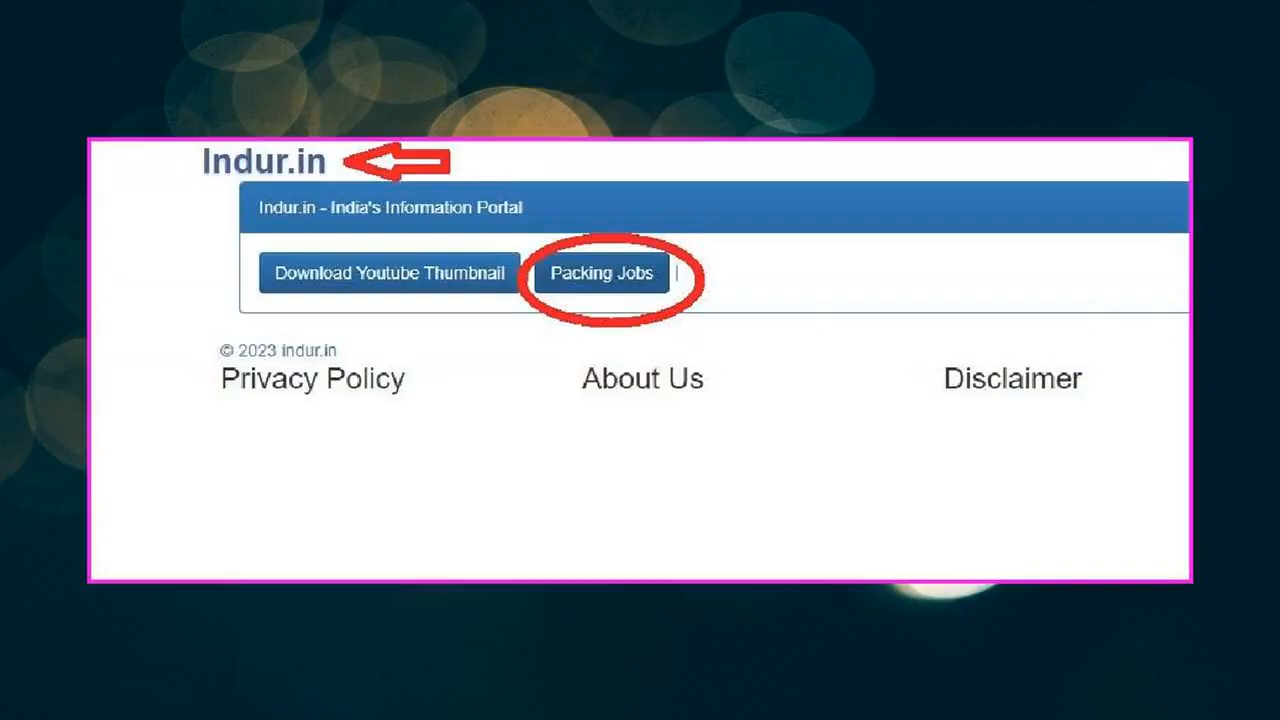 Indur.in
Indur.in - India's Information Portal
Download Youtube Thumbnail Packing Jobs
© 2023 indur.in
Privacy Policy About Us Disclaimer